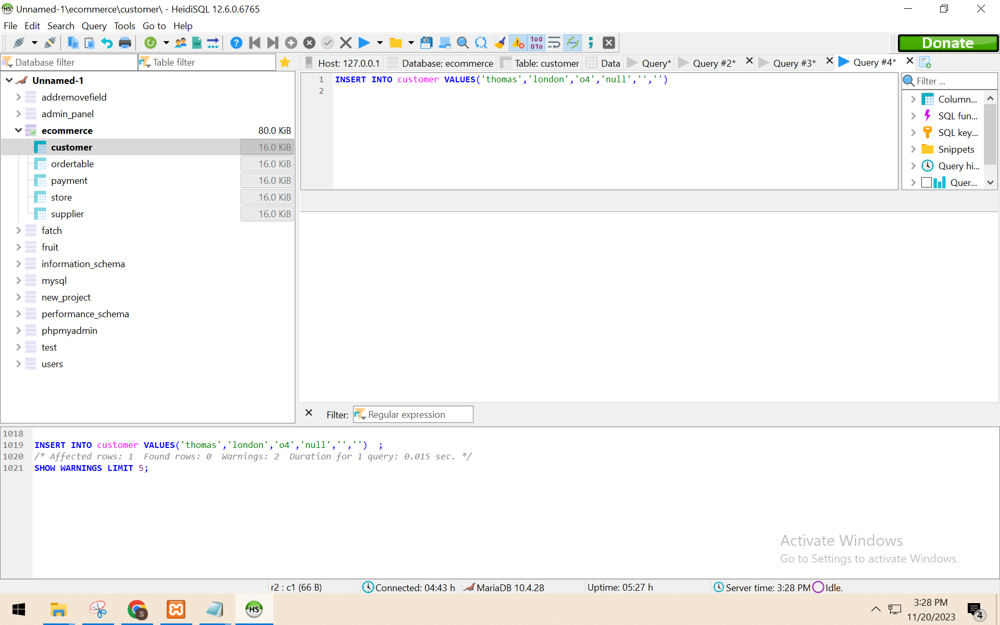 Unnamed-1\ecommerce\customer\ - HeidiSQL 12.6.0.6765
File Edit Search Query Tools Go to Help
Donate
Database filter
Table filter
Host: 127.0.0.1 Database: ecommerce Table: customer Data Query* Query #2* Query #3* Query #4*
Unnamed-1
addremovefield
admin_panel
ecommerce 80.0 KiB
customer 16.0 KiB
ordertable 16.0 KiB
payment 16.0 KiB
store 16.0 KiB
supplier 16.0 KiB
fatch
fruit
information_schema
mysql
new_project
performance_schema
phpmyadmin
test
users
1 INSERT INTO customer VALUES('thomas','london','o4','null','','')
2
Filter ...
Column...
SQL fun...
SQL key...
Snippets
Query hi...
Quer...
Filter: Regular expression
1018
1019 INSERT INTO customer VALUES('thomas','london','o4','null','','') ;
1020 /* Affected rows: 1 Found rows: 0 Warnings: 2 Duration for 1 query: 0.015 sec. */
1021 SHOW WARNINGS LIMIT 5;
Activate Windows
Go to Settings to activate Windows.
r2 : c1 (66 B) Connected: 04:43 h MariaDB 10.4.28 Uptime: 05:27 h Server time: 3:28 PM Idle.
3:28 PM
11/20/2023
4